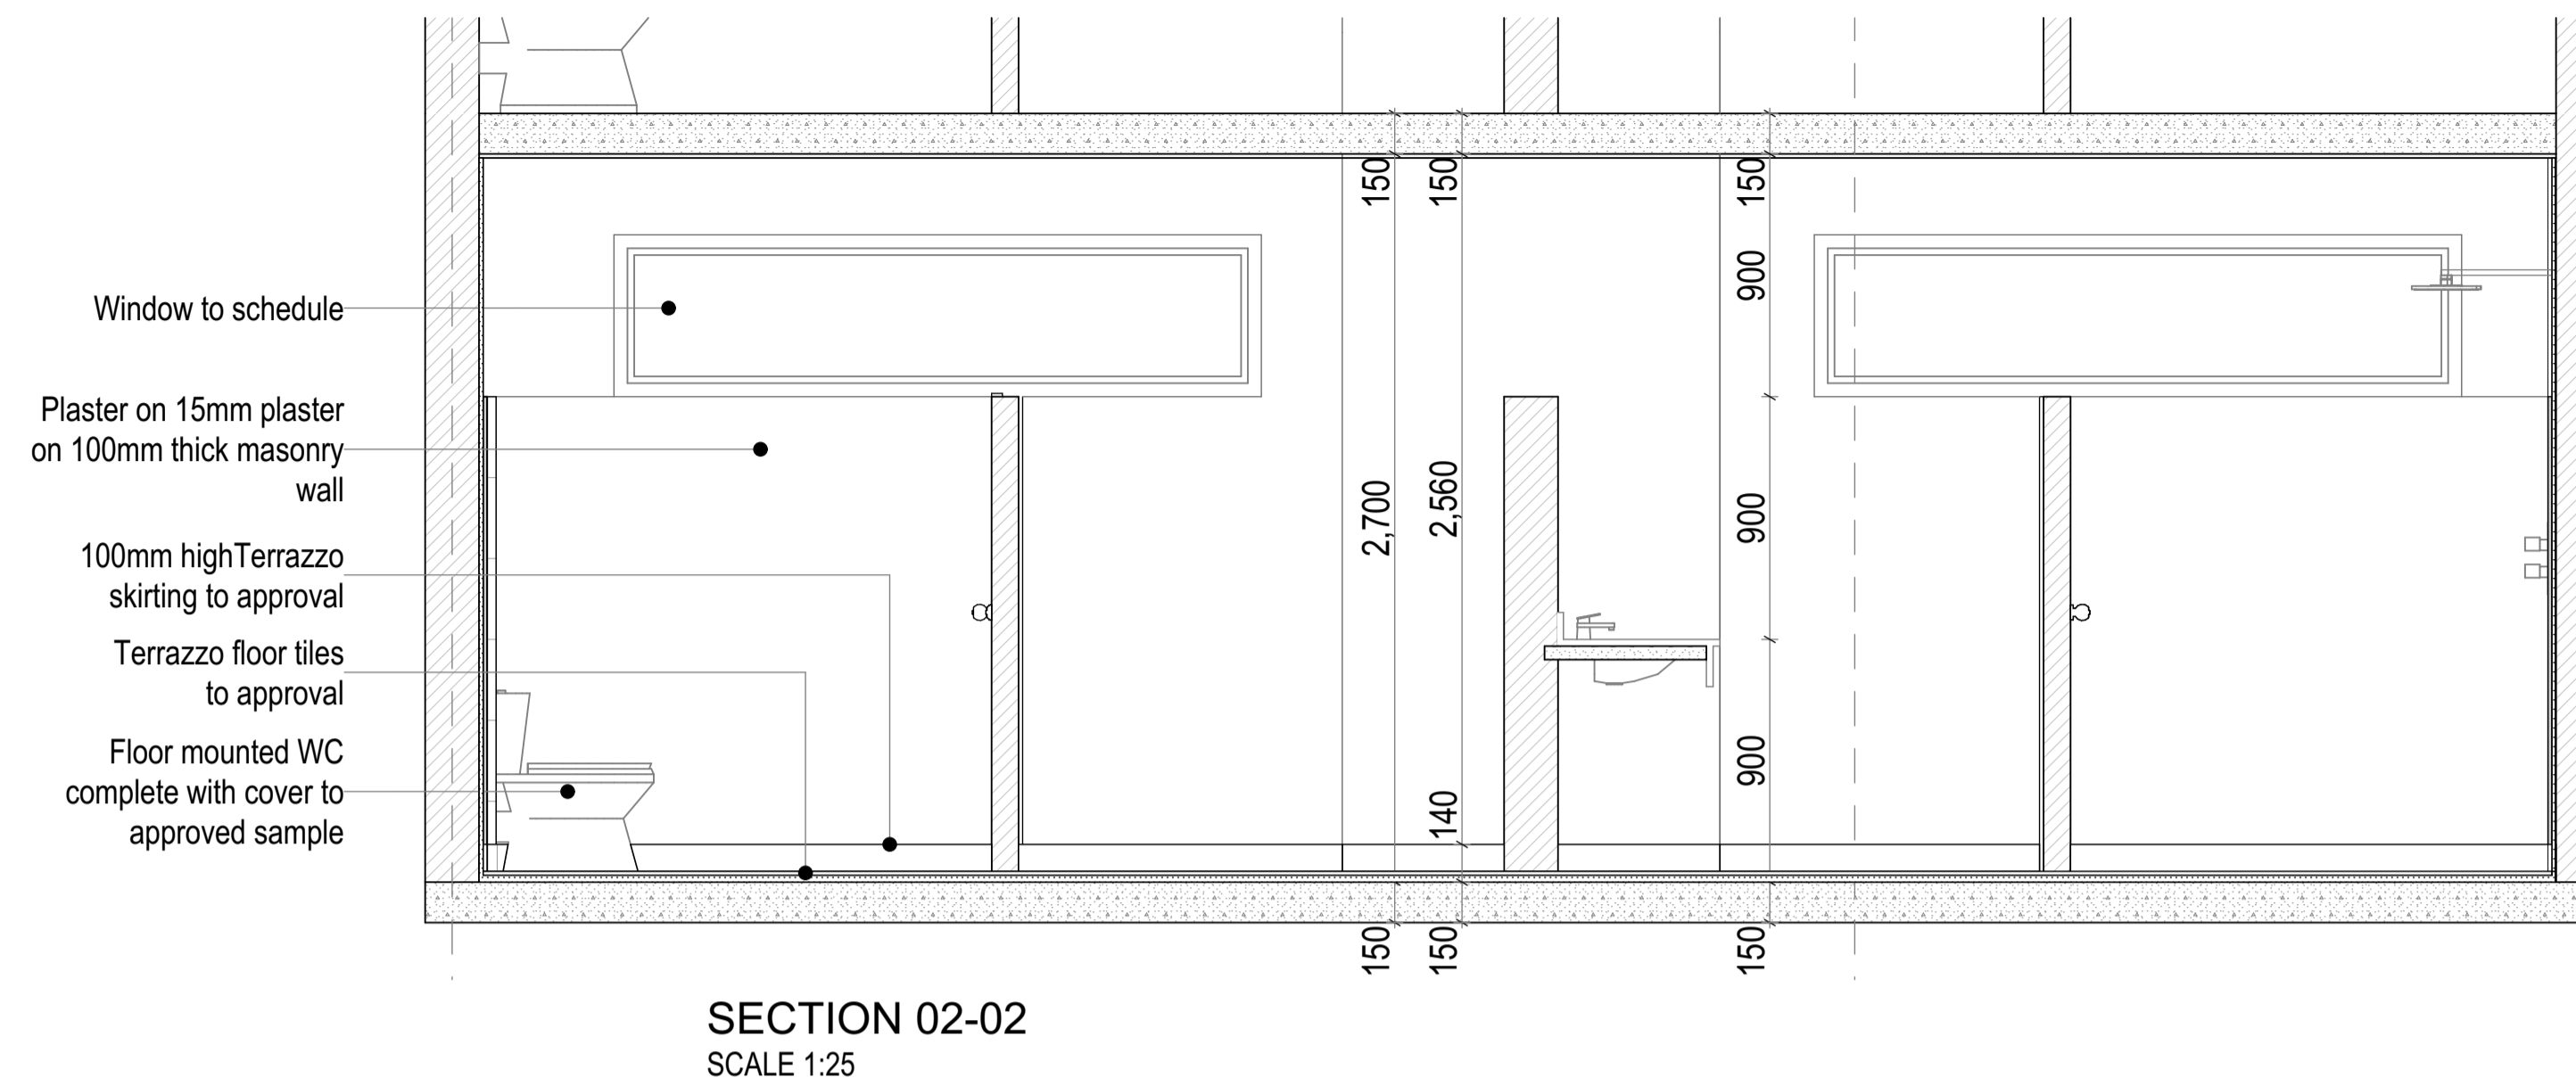 Window to schedule
Plaster on 15mm plaster
on 100mm thick masonry
wall
100mm highTerrazzo
skirting to approval
Terrazzo floor tiles
to approval
Floor mounted WC
complete with cover to
approved sample
150
2,700
150
150
2,560
140
150
150
900
900
900
150
SECTION 02-02
SCALE 1:25